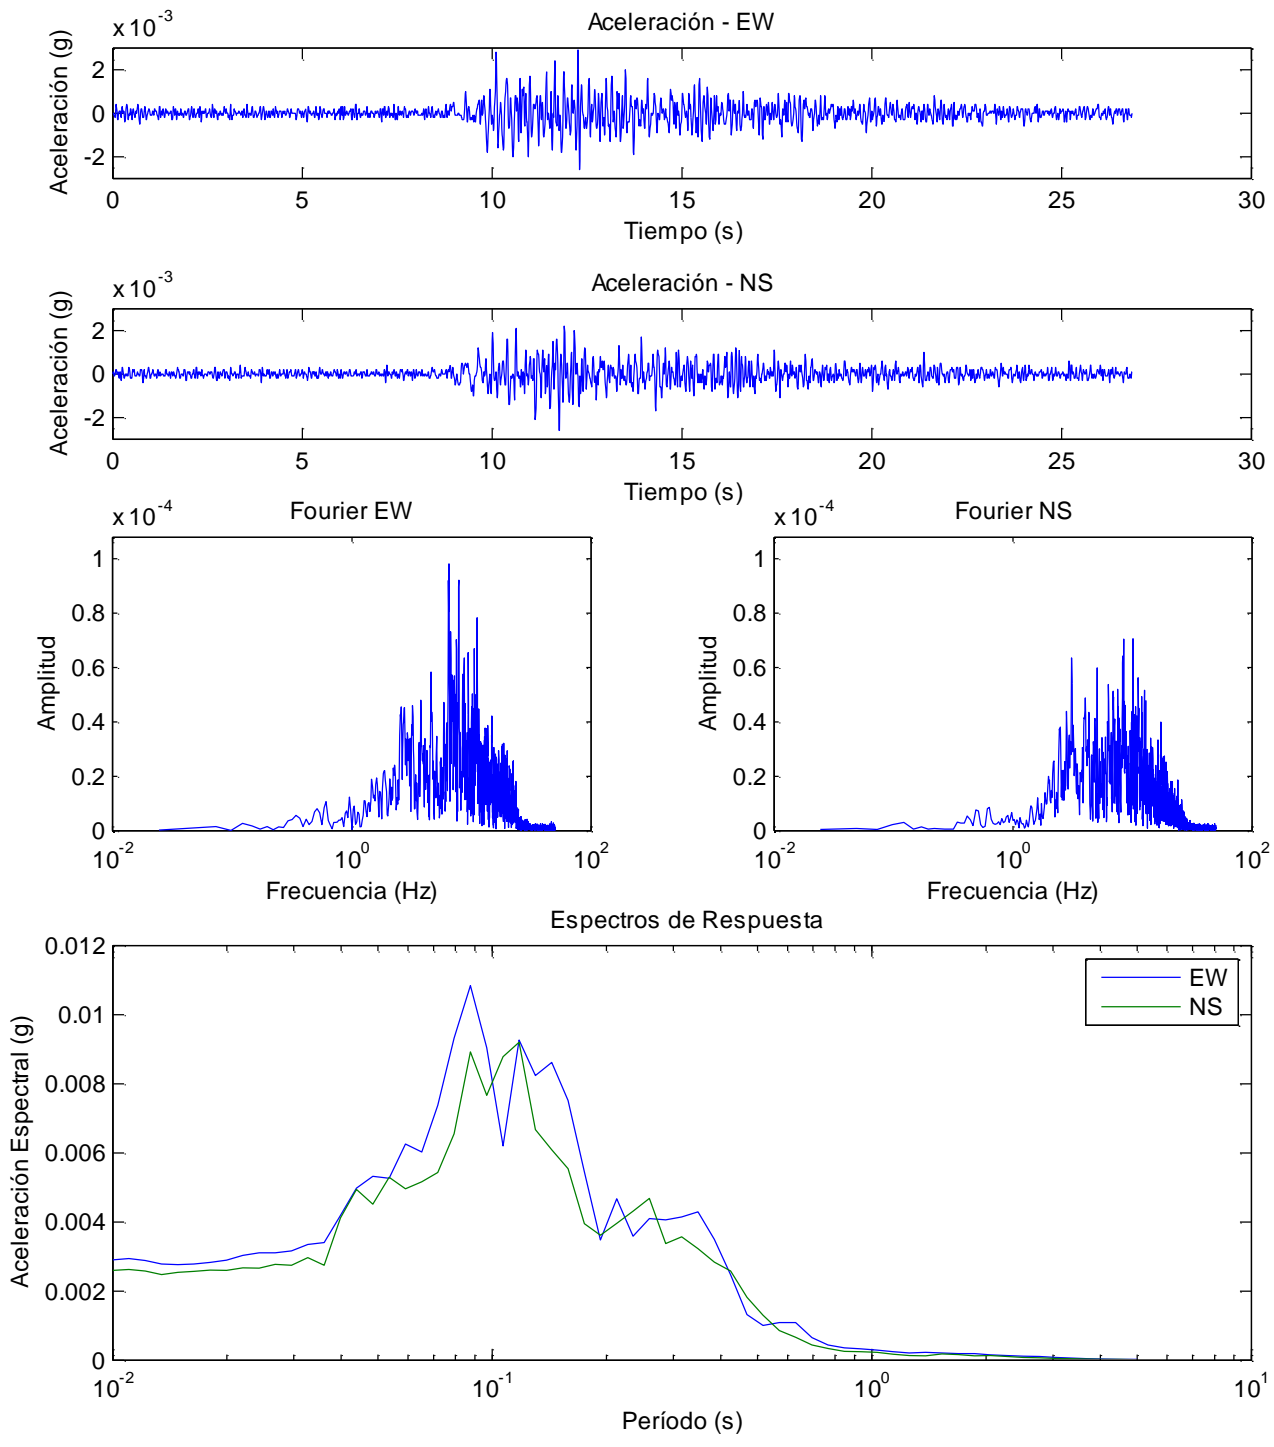 Aceleración - EW
x 10^-3
Aceleración (g)
2
0
-2
0 5 10 15 20 25 30
Tiempo (s)
Aceleración - NS
x 10^-3
Aceleración (g)
2
0
-2
0 5 10 15 20 25 30
Tiempo (s)
Fourier EW
x 10^-4
Amplitud
1
0.8
0.6
0.4
0.2
0
10^-2 10^0 10^2
Frecuencia (Hz)
Fourier NS
x 10^-4
Amplitud
1
0.8
0.6
0.4
0.2
0
10^-2 10^0 10^2
Frecuencia (Hz)
Espectros de Respuesta
Aceleración Espectral (g)
0.012
0.01
0.008
0.006
0.004
0.002
0
EW
NS
10^-2 10^-1 10^0 10^1
Período (s)